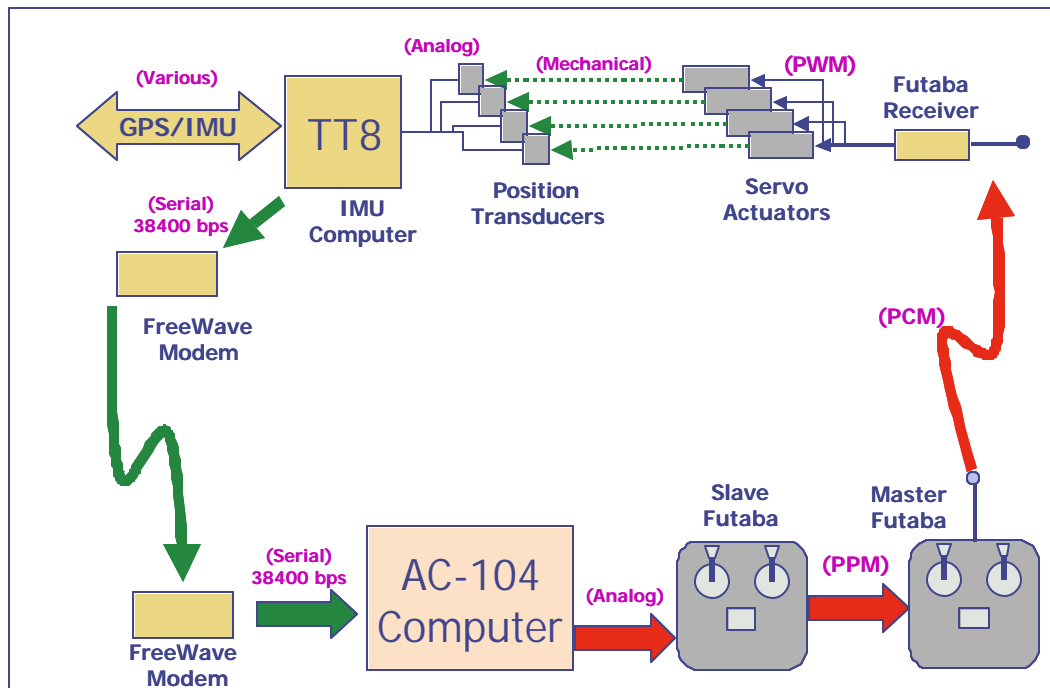 (Analog)
(Various)
(Mechanical)
(PWM)
Futaba
Receiver
GPS/IMU
TT8
Position
Transducers
Servo
Actuators
(Serial)
38400 bps
IMU
Computer
FreeWave
Modem
(PCM)
Slave
Futaba
Master
Futaba
(Serial)
38400 bps
AC-104
Computer
(Analog)
(PPM)
FreeWave
Modem